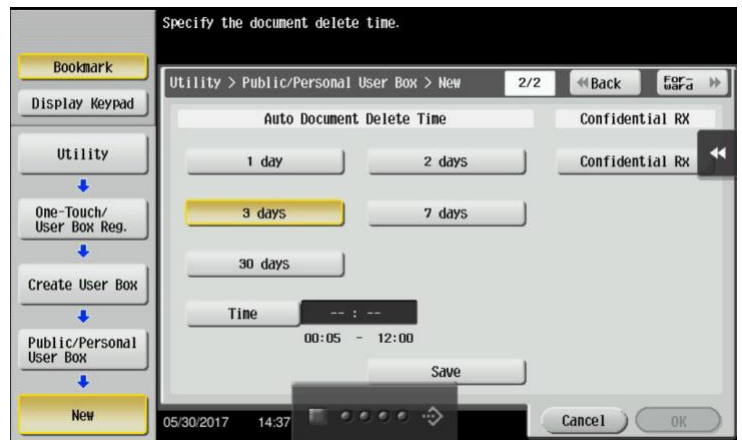 Specify the document delete time.
Bookmark
Display Keypad
Utility
One-Touch/
User Box Reg.
Create User Box
Public/Personal
User Box
New
Utility > Public/Personal User Box > New
2/2
Back
For-
ward
Auto Document Delete Time
Confidential RX
1 day
2 days
Confidential Rx
3 days
7 days
30 days
Time
-- : --
00:05 - 12:00
Save
05/30/2017 14:37
Cancel
OK